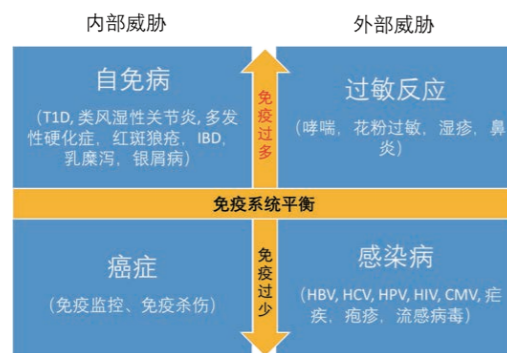 内部威胁
外部威胁
自免病
(T1D, 类风湿性关节炎, 多发
性硬化症, 红斑狼疮, IBD,
乳糜泻, 银屑病)
免疫过多
过敏反应
(哮喘, 花粉过敏, 湿疹, 鼻
炎)
免疫系统平衡
癌症
(免疫监控、免疫杀伤)
免疫过少
感染病
(HBV, HCV, HPV, HIV, CMV, 疟
疾, 疱疹, 流感病毒)